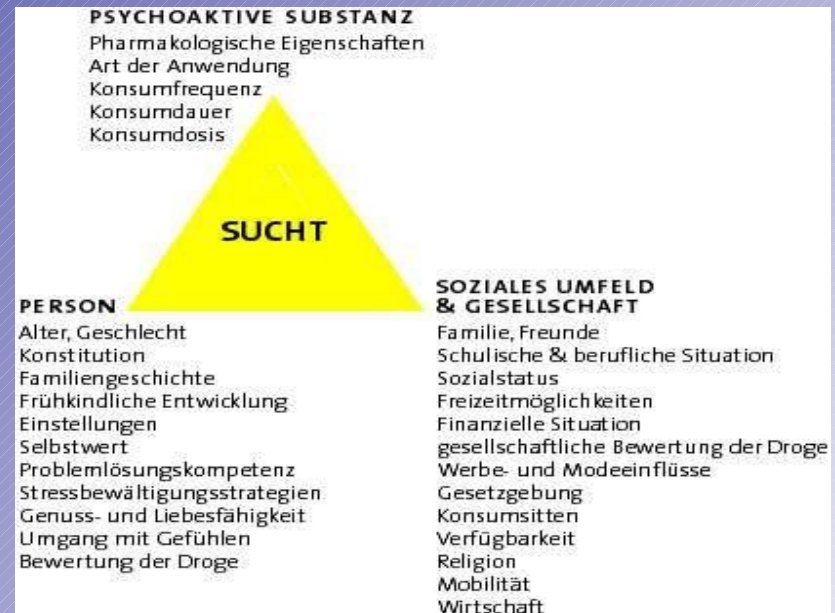 PSYCHOAKTIVE SUBSTANZ
Pharmakologische Eigenschaften
Art der Anwendung
Konsumfrequenz
Konsumdauer
Konsumdosis
SUCHT
PERSON
Alter, Geschlecht
Konstitution
Familiengeschichte
Frühkindliche Entwicklung
Einstellungen
Selbstwert
Problemlösungskompetenz
Stressbewältigungsstrategien
Genuss- und Liebesfähigkeit
Umgang mit Gefühlen
Bewertung der Droge
SOZIALES UMFELD
& GESELLSCHAFT
Familie, Freunde
Schulische & berufliche Situation
Sozialstatus
Freizeitmöglichkeiten
Finanzielle Situation
gesellschaftliche Bewertung der Droge
Werbe- und Modeeinflüsse
Gesetzgebung
Konsumsitten
Verfügbarkeit
Religion
Mobilität
Wirtschaft